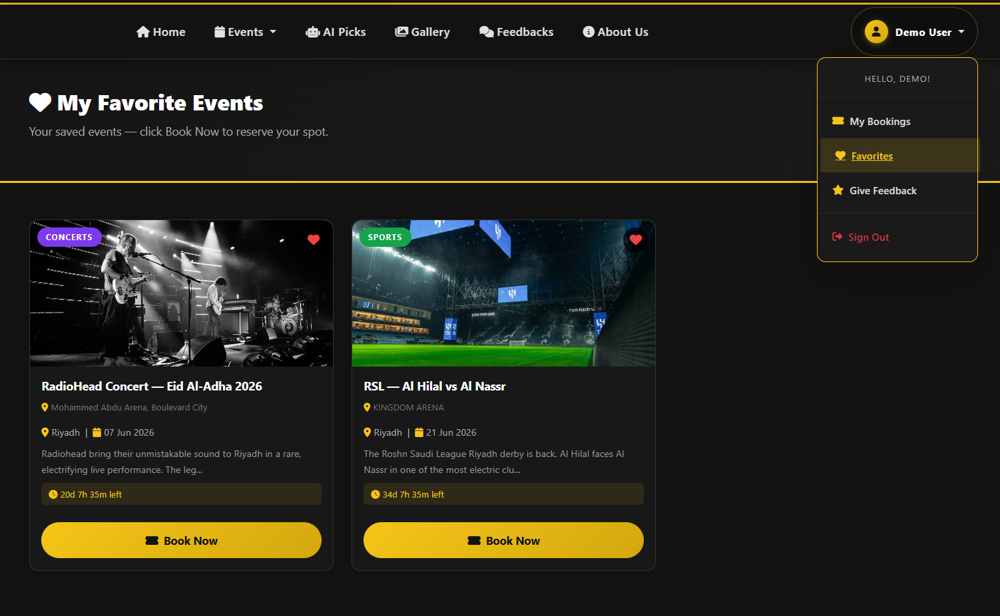 Home
Events
AI Picks
Gallery
Feedbacks
About Us
Demo User
HELLO, DEMO!
My Bookings
Favorites
Give Feedback
Sign Out
My Favorite Events
Your saved events — click Book Now to reserve your spot.
CONCERTS
RadioHead Concert — Eid Al-Adha 2026
Mohammed Abdu Arena, Boulevard City
Riyadh | 07 Jun 2026
Radiohead bring their unmistakable sound to Riyadh in a rare,
electrifying live performance. The leg...
20d 7h 35m left
Book Now
SPORTS
RSL — Al Hilal vs Al Nassr
KINGDOM ARENA
Riyadh | 21 Jun 2026
The Roshn Saudi League Riyadh derby is back. Al Hilal faces Al
Nassr in one of the most electric clu...
34d 7h 35m left
Book Now